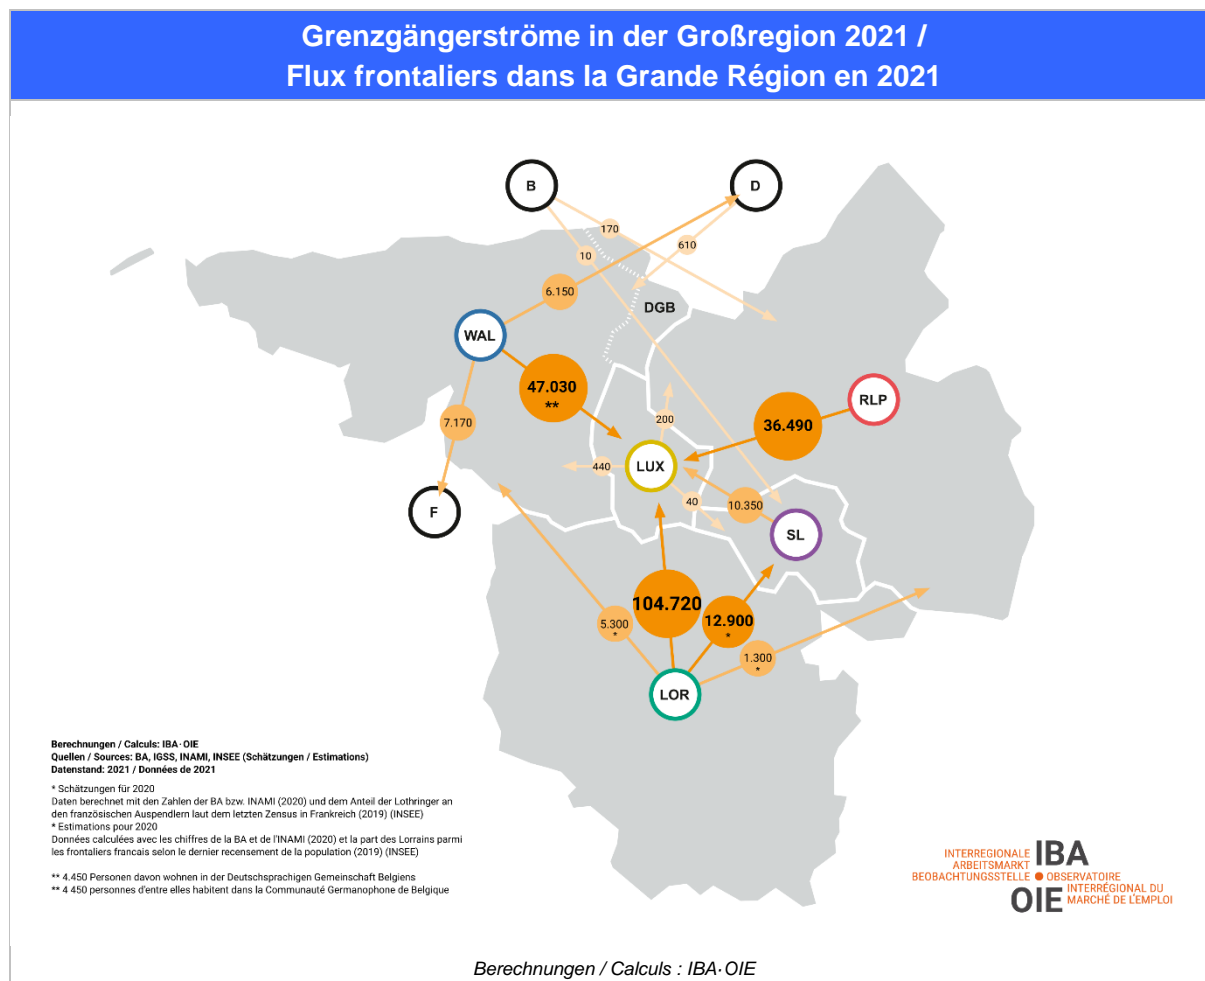 Grenzgängerströme in der Großregion 2021 /
Flux frontaliers dans la Grande Région en 2021
B
D
170
610
10
6.150
DGB
WAL
47.030
**
RLP
200
36.490
7.170
440
LUX
40
10.350
F
SL
104.720
5.300
*
12.900
*
1.300
*
LOR
Berechnungen / Calculs: IBA·OIE
Quellen / Sources: BA, IGSS, INAMI, INSEE (Schätzungen / Estimations)
Datenstand: 2021 / Données de 2021
* Schätzungen für 2020
Daten berechnet mit den Zahlen der BA bzw. INAMI (2020) und dem Anteil der Lothringer an
den französischen Auspendlern laut dem letzten Zensus in Frankreich (2019) (INSEE)
* Estimations pour 2020
Données calculées avec les chiffres de la BA et de l'INAMI (2020) et la part des Lorrains parmi
les frontaliers francais selon le dernier recensement de la population (2019) (INSEE)
** 4.450 Personen davon wohnen in der Deutschsprachigen Gemeinschaft Belgiens
** 4 450 personnes d'entre elles habitent dans la Communauté Germanophone de Belgique
INTERREGIONALE
ARBEITSMARKT
BEOBACHTUNGSSTELLE
IBA
OIE
OBSERVATOIRE
INTERRÉGIONAL DU
MARCHÉ DE L'EMPLOI
Berechnungen / Calculs : IBA·OIE